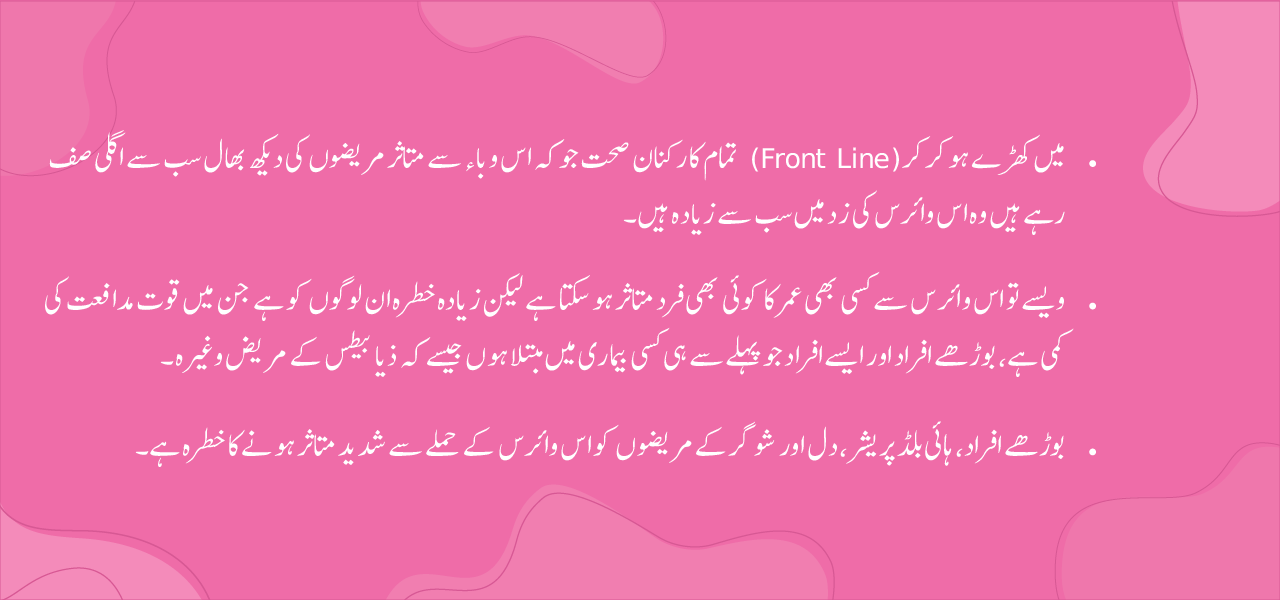 میں کھڑے ہو کر کر (Front Line) تمام کارکنان صحت جو کہ اس وباء سے متاثر مریضوں کی دیکھ بھال سب سے اگلی صف
رہے ہیں وہ اس وائرس کی زد میں سب سے زیادہ ہیں۔
ویسے تو اس وائرس سے کسی بھی عمر کا کوئی بھی فرد متاثر ہو سکتا ہے لیکن زیادہ خطرہ ان لوگوں کو ہے جن میں قوت مدافعت کی
کمی ہے، بوڑھے افراد اور ایسے افراد جو پہلے سے ہی کسی بیماری میں مبتلا ہوں جیسے کہ ذیابیطس کے مریض وغیرہ۔
بوڑھے افراد، ہائی بلڈ پریشر، دل اور شوگر کے مریضوں کو اس وائرس کے حملے سے شدید متاثر ہونے کا خطرہ ہے۔